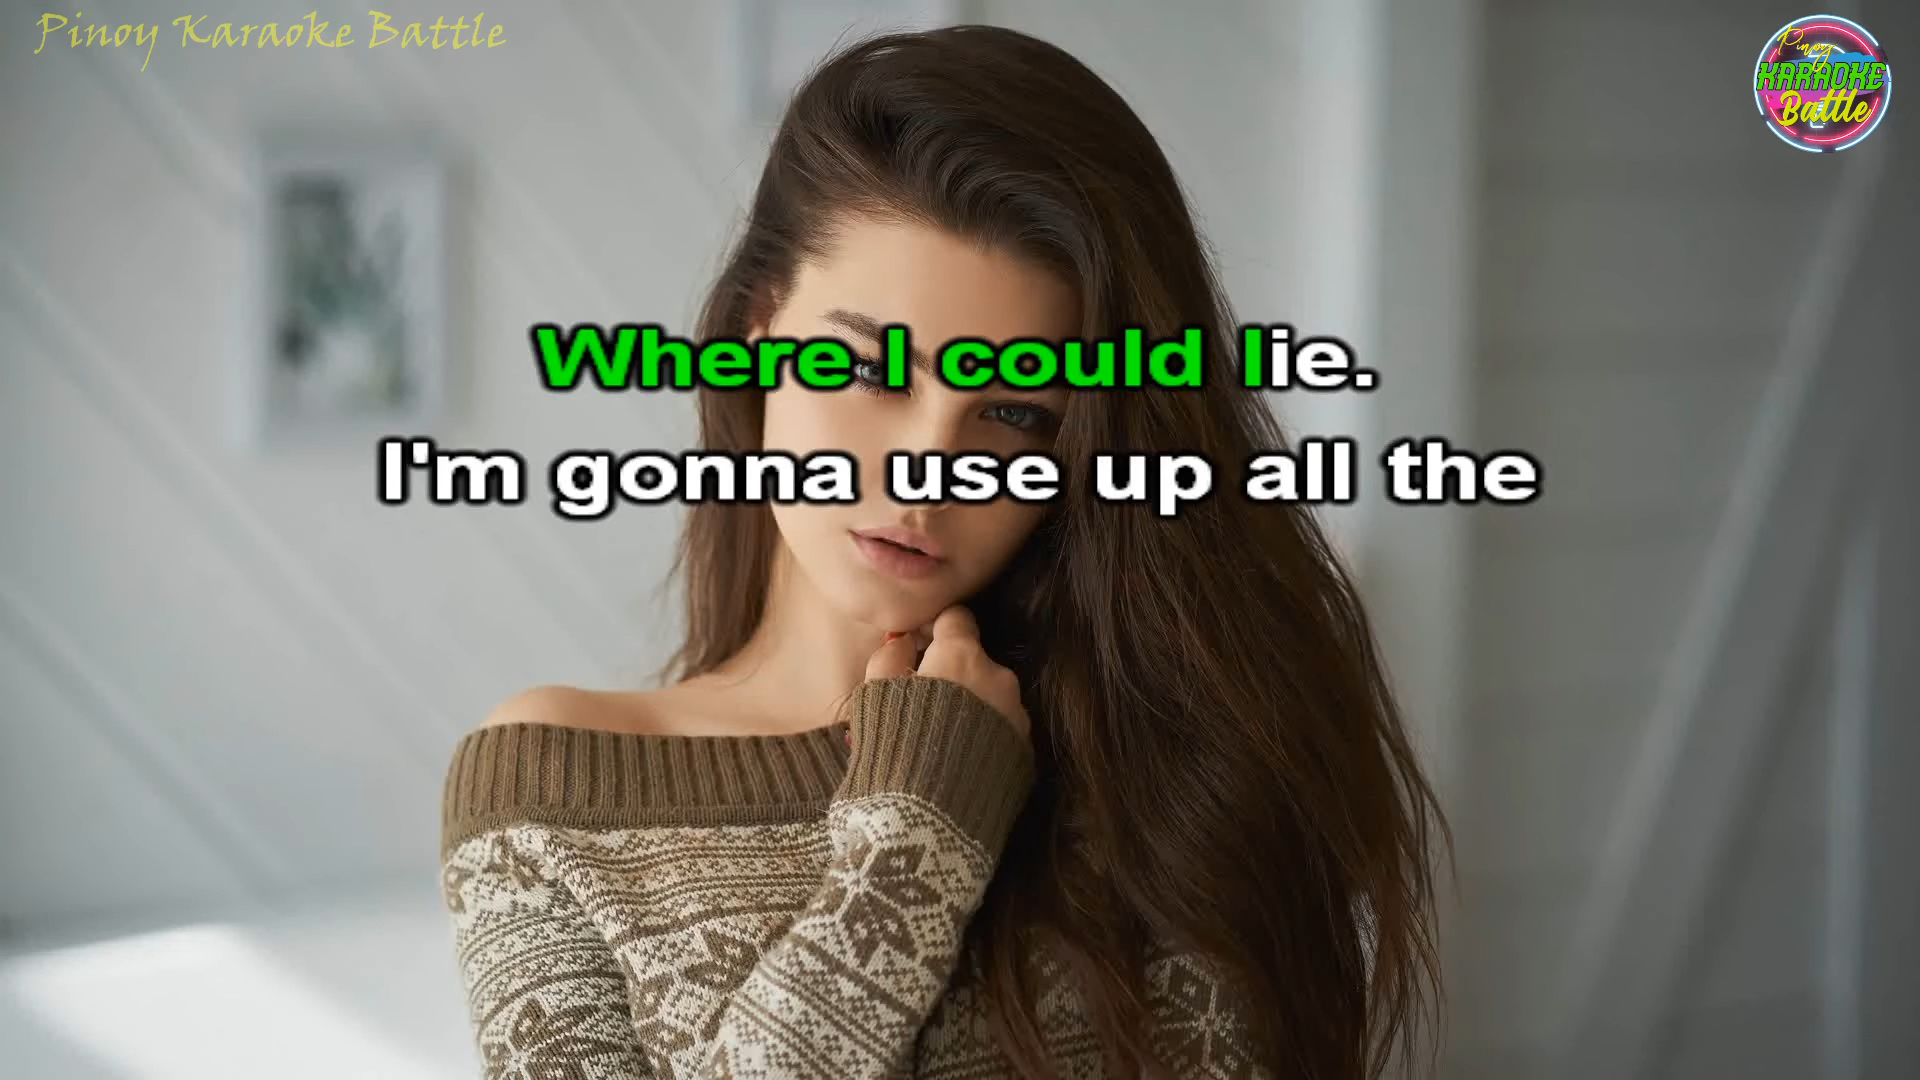 Pinoy Karaoke Battle
Pinoy
KARAOKE
Battle
Where I could lie.
I'm gonna use up all the